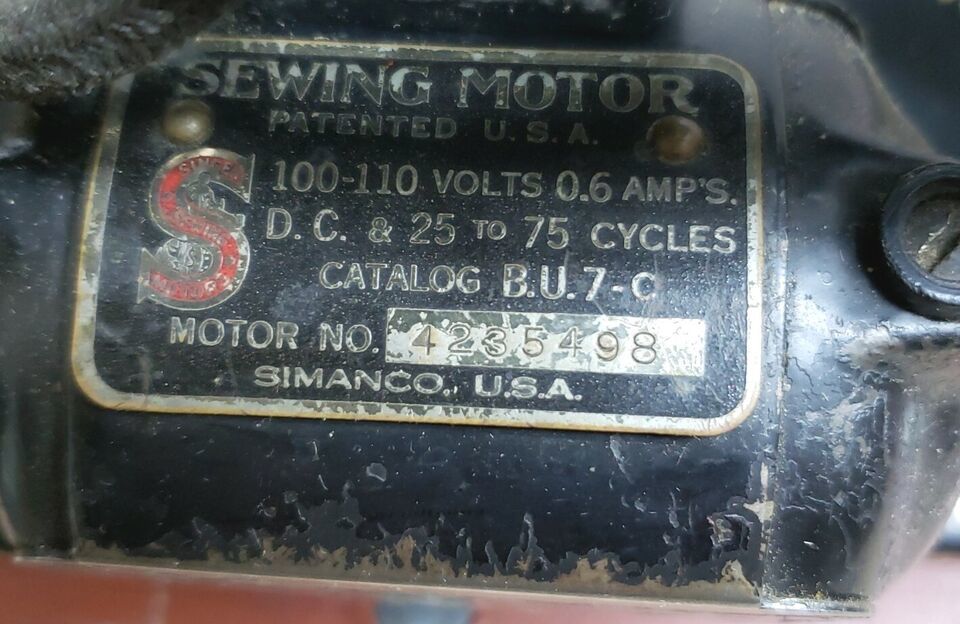 SEWING MOTOR
PATENTED U.S.A.
100-110 VOLTS 0.6 AMP'S.
D.C. & 25 TO 75 CYCLES
CATALOG B.U.7-C
MOTOR NO. 4235498
SIMANCO., U.S.A.
SINGER